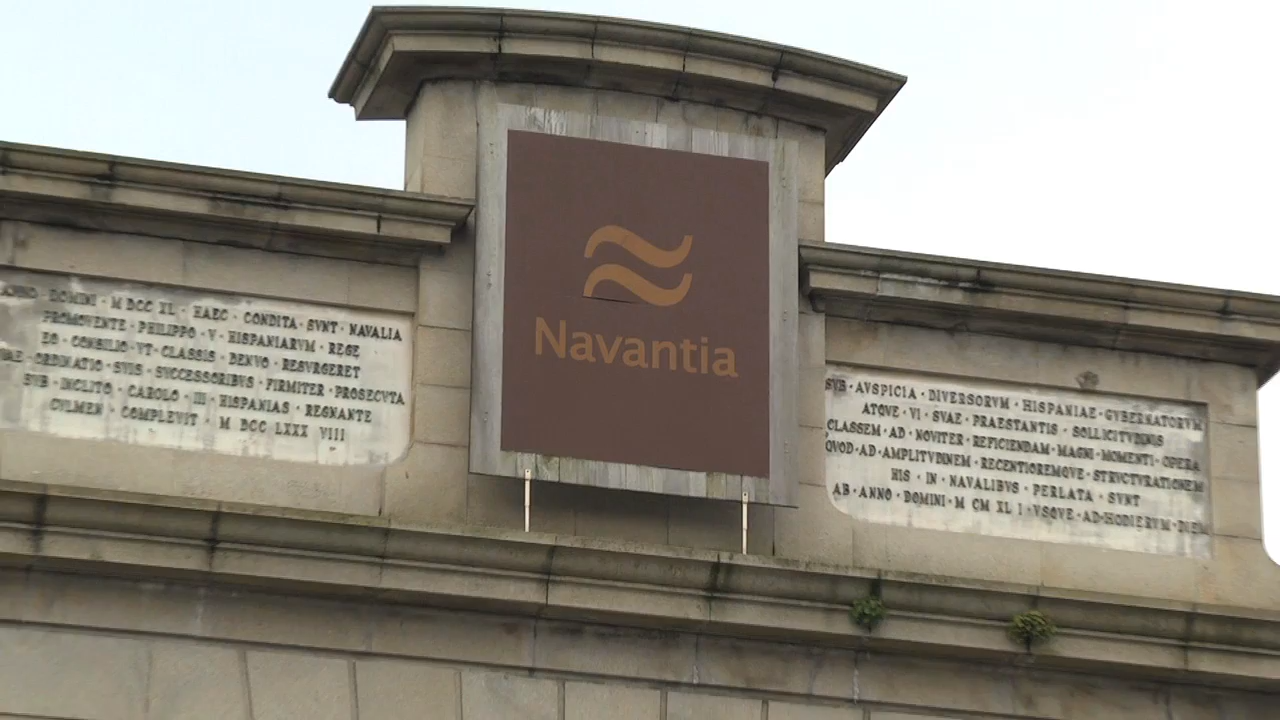 ANNO · DOMINI · M DCC XL · HAEC · CONDITA · SVNT · NAVALIA
PROMOVENTE · PHILIPPO · V · HISPANIARVM · REGE
EO · CONSILIO · VT · CLASSIS · DENVO · RESVRGERET
ORDINATIO · SVIS · SVCCESSORIBVS · FIRMITER · PROSECVTA
SVB · INCLITO · CAROLO · III · HISPANIAS · REGNANTE
CVLMEN · COMPLEVIT · M DCC LXXX VIII
Navantia
SVB · AVSPICIA · DIVERSORVM · HISPANIAE · GVBERNATORVM
ATQVE · VI · SVAE · PRAESTANTIS · SOLLICITVDINIS
CLASSEM · AD · NOVITER · REFICIENDAM · MAGNI · MOMENTI · OPERA
QVOD · AD · AMPLITVDINEM · RECENTIOREMQVE · STRVCTVRATIONEM
HIS · IN · NAVALIBVS · PERLATA · SVNT
AB · ANNO · DOMINI · M CM XL I · VSQVE · AD · HODIERVM · DIEM